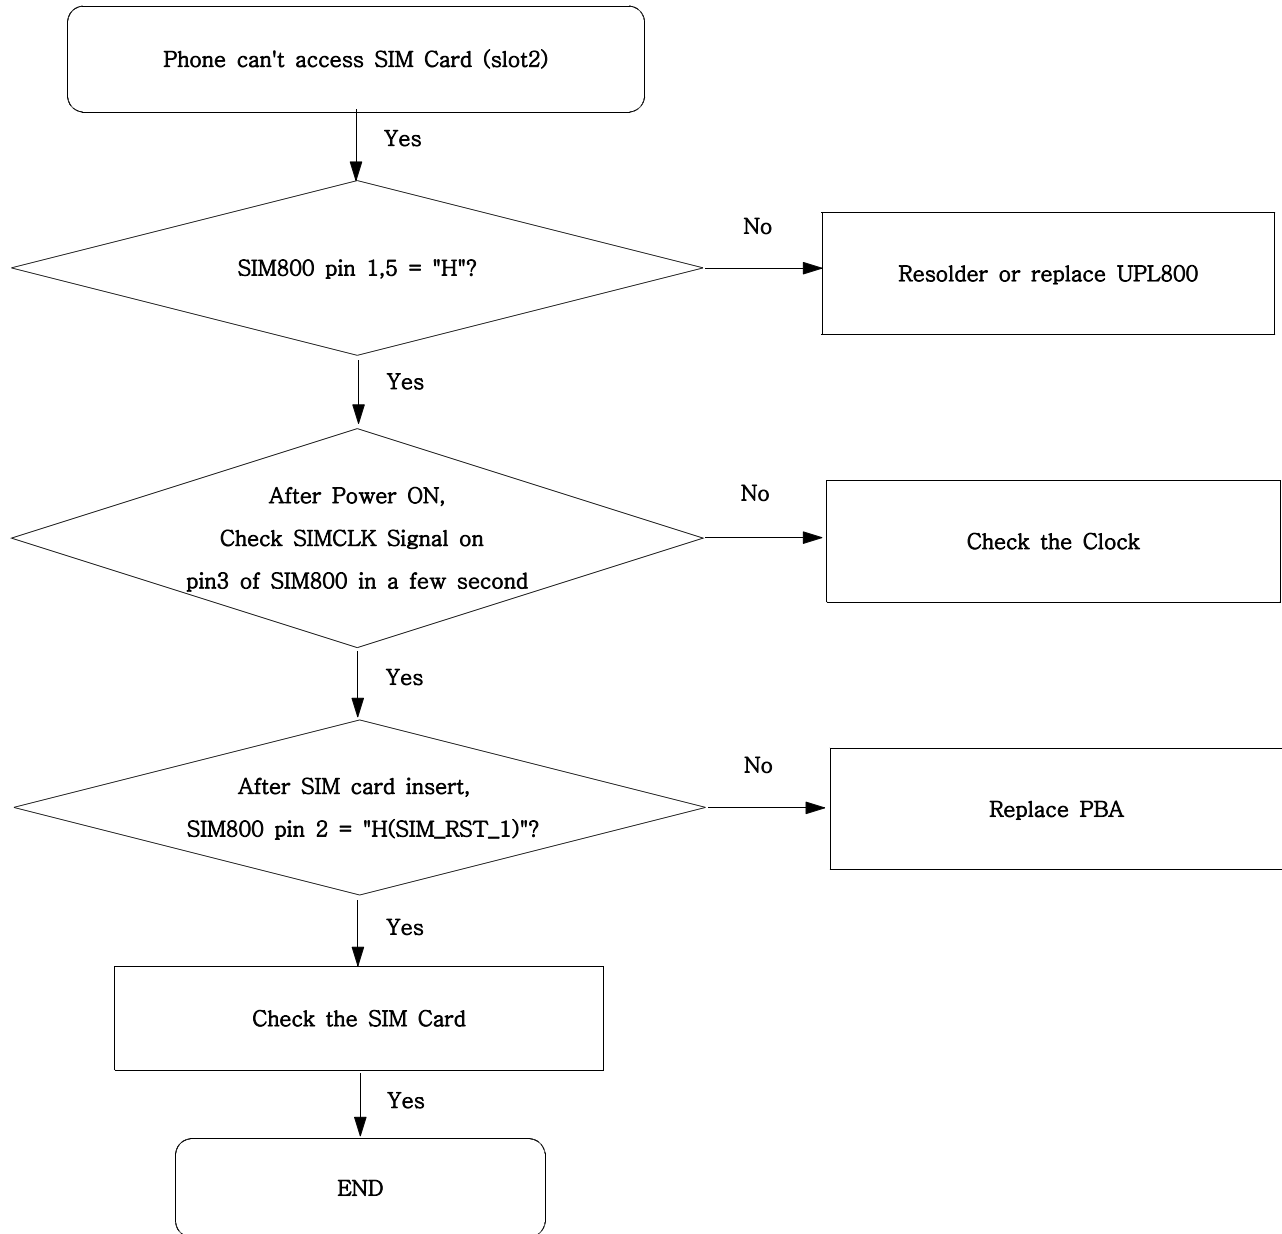 Phone can't access SIM Card (slot2)
Yes
SIM800 pin 1,5 = "H"?
No
Resolder or replace UPL800
Yes
After Power ON,
Check SIMCLK Signal on
pin3 of SIM800 in a few second
No
Check the Clock
Yes
After SIM card insert,
SIM800 pin 2 = "H(SIM_RST_1)"?
No
Replace PBA
Yes
Check the SIM Card
Yes
END